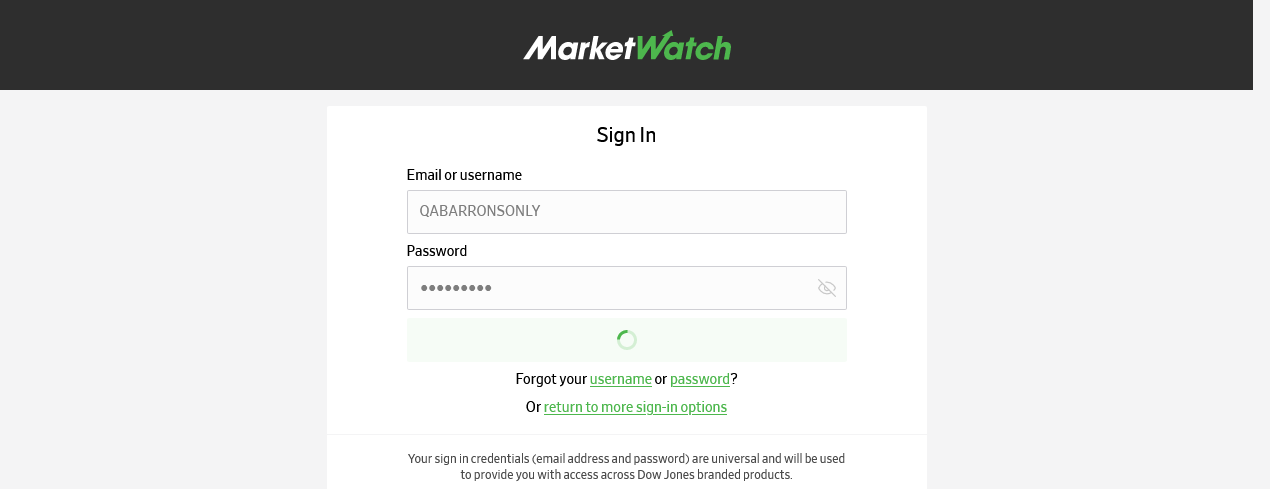 MarketWatch
Sign In
Email or username
QABARRONSONLY
Password
•••••••••
Forgot your username or password?
Or return to more sign-in options
Your sign in credentials (email address and password) are universal and will be used
to provide you with access across Dow Jones branded products.